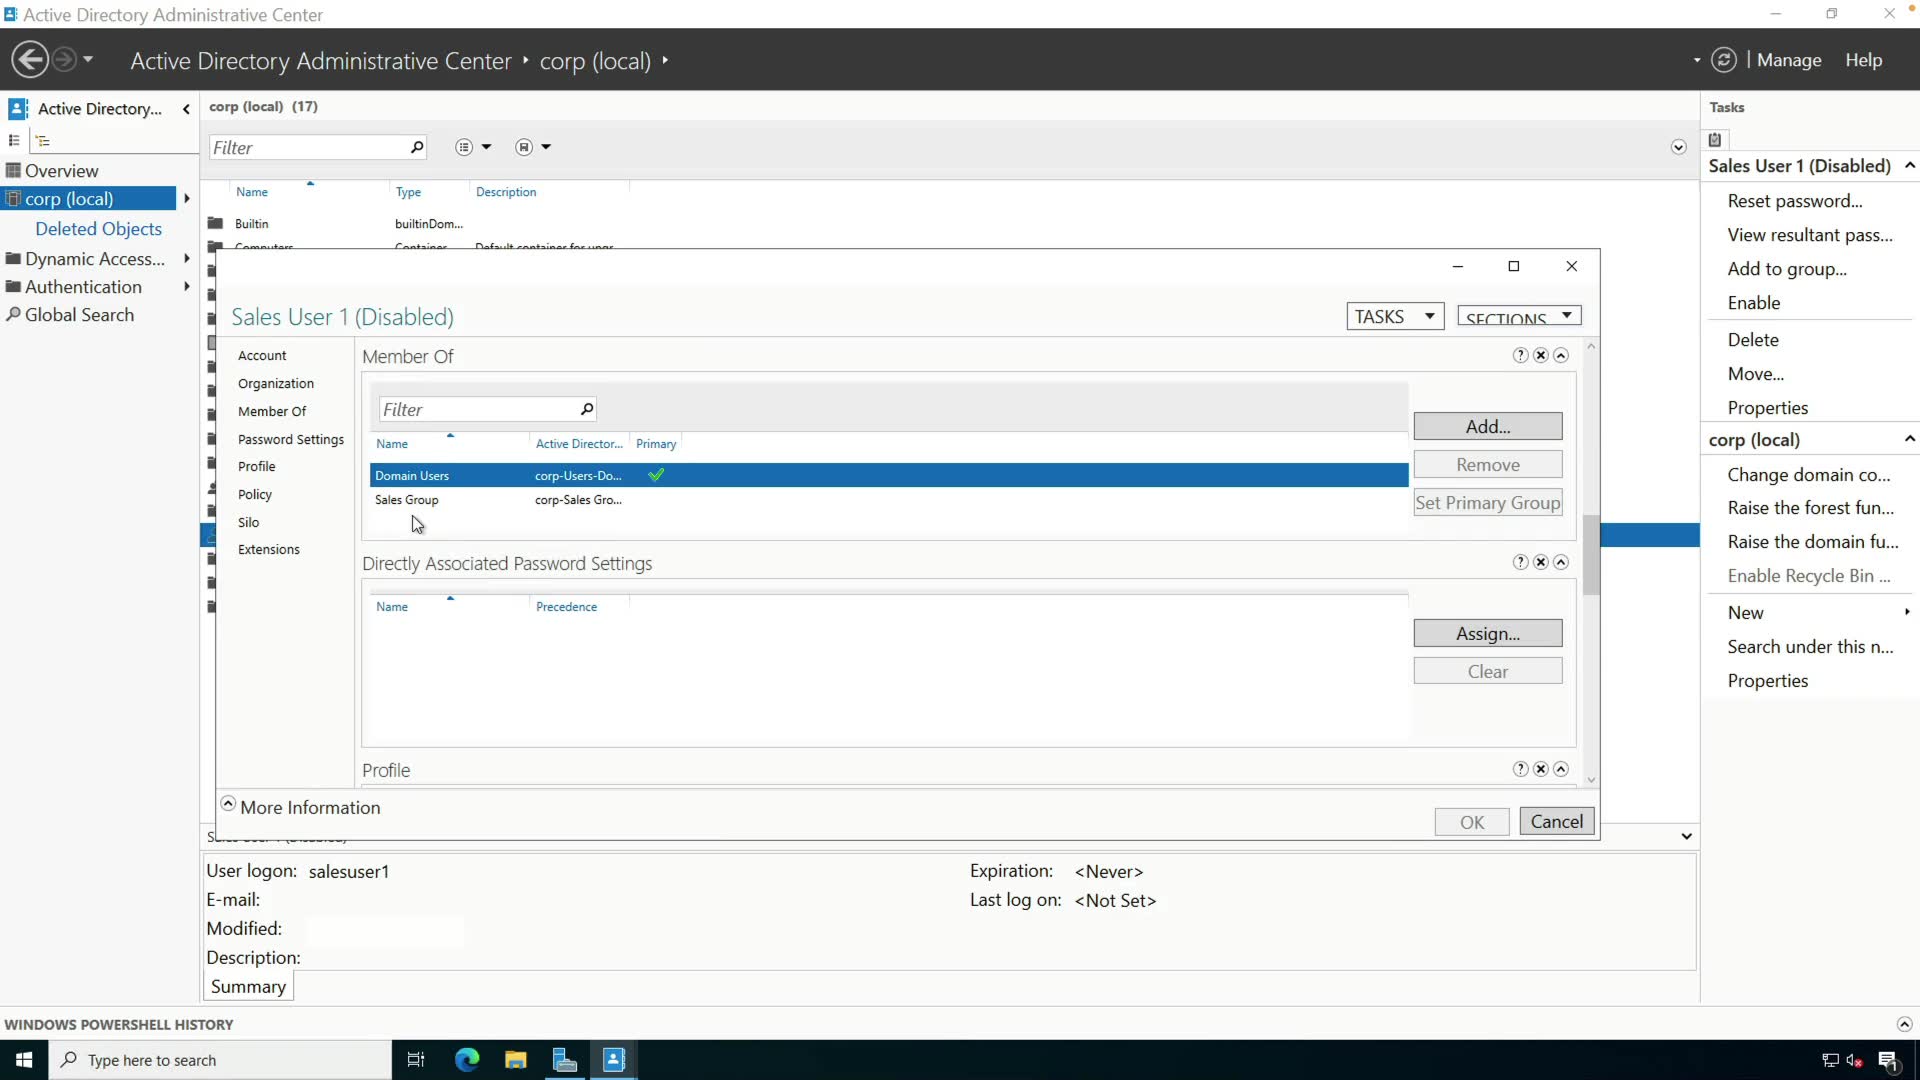 Active Directory Administrative Center
Active Directory Administrative Center
corp (local)
Manage
Help
Active Directory...
Overview
corp (local)
Deleted Objects
Dynamic Access...
Authentication
Global Search
corp (local) (17)
Filter
Name Type Description
Builtin builtinDom...
Computers Container Default container for upgr...
Sales User 1 (Disabled)
TASKS
SECTIONS
Account
Organization
Member Of
Password Settings
Profile
Policy
Silo
Extensions
Member Of
Filter
Name Active Director... Primary
Domain Users corp-Users-Do...
Sales Group corp-Sales Gro...
Add...
Remove
Set Primary Group
Directly Associated Password Settings
Name Precedence
Assign...
Clear
Profile
More Information
OK
Cancel
Sales User 1 (Disabled)
User logon: salesuser1
E-mail:
Modified:
Description:
Expiration: <Never>
Last log on: <Not Set>
Summary
Tasks
Sales User 1 (Disabled)
Reset password...
View resultant pass...
Add to group...
Enable
Delete
Move...
Properties
corp (local)
Change domain co...
Raise the forest fun...
Raise the domain fu...
Enable Recycle Bin ...
New
Search under this n...
Properties
WINDOWS POWERSHELL HISTORY
Type here to search
1